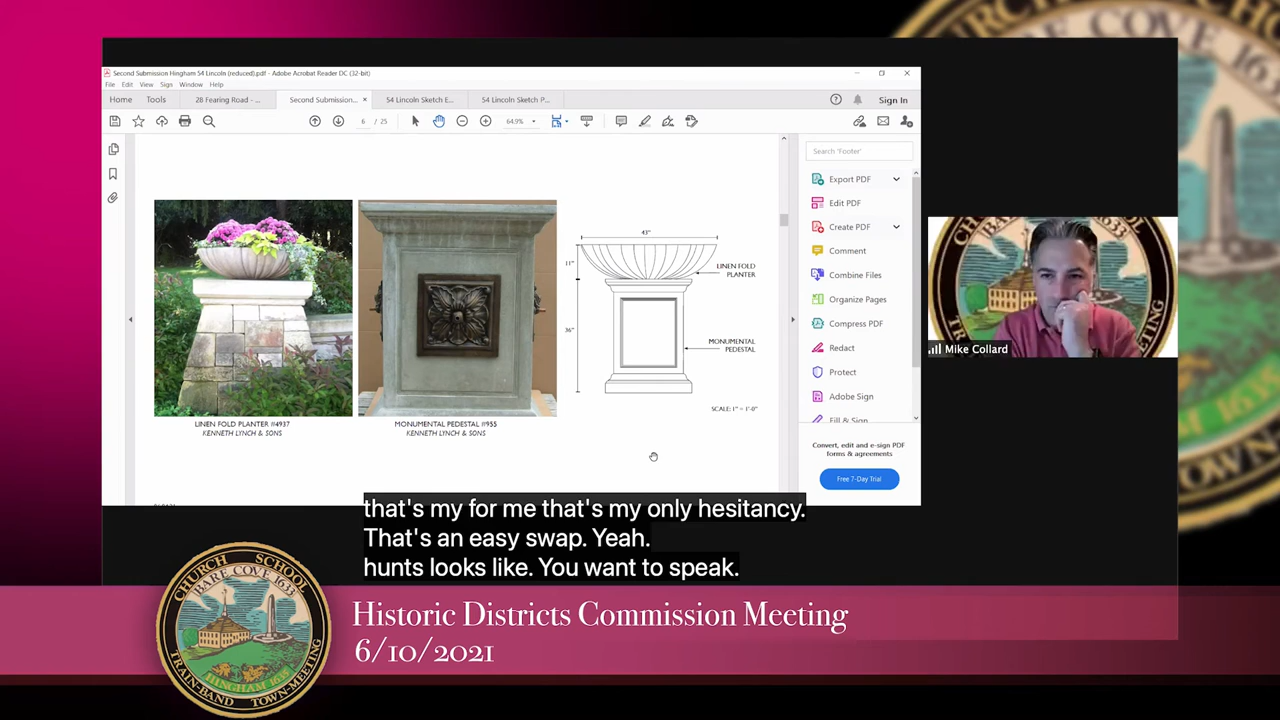 Second Submission Hingham 54 Lincoln (reduced).pdf - Adobe Acrobat Reader DC (32-bit)
File Edit View Sign Window Help
Home Tools 28 Fearing Road - ... Second Submission... × 54 Lincoln Sketch E... 54 Lincoln Sketch P... Sign In
6 / 25 64.9%
Search 'Footer'
Export PDF
Edit PDF
Create PDF
Comment
Combine Files
Organize Pages
Compress PDF
Redact
Protect
Adobe Sign
Fill & Sign
Convert, edit and e-sign PDF
forms & agreements
Free 7-Day Trial
43"
11"
LINEN FOLD
PLANTER
36"
MONUMENTAL
PEDESTAL
SCALE: 1" = 1'-0"
LINEN FOLD PLANTER #4937
KENNETH LYNCH & SONS
MONUMENTAL PEDESTAL #955
KENNETH LYNCH & SONS
Mike Collard
that's my for me that's my only hesitancy.
That's an easy swap. Yeah.
hunts looks like. You want to speak.
Historic Districts Commission Meeting
6/10/2021
CHURCH SCHOOL
BARE COVE 1633
HINGHAM 1635
TRAIN-BAND TOWN-MEETING